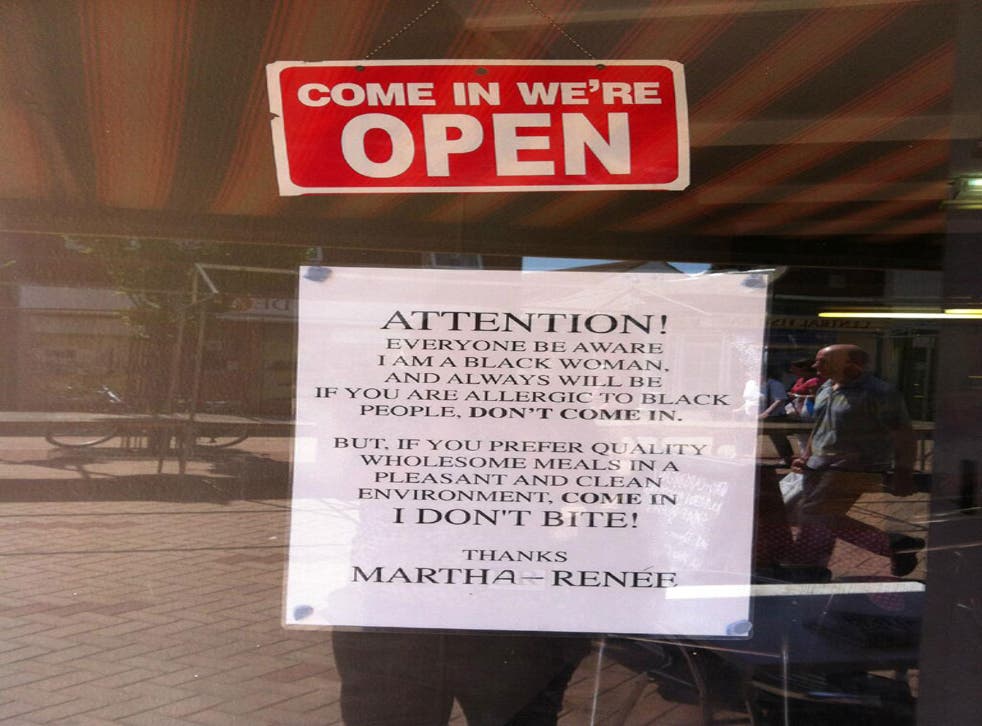 COME IN WE'RE
OPEN
ATTENTION!
EVERYONE BE AWARE
I AM A BLACK WOMAN,
AND ALWAYS WILL BE
IF YOU ARE ALLERGIC TO BLACK
PEOPLE, DON'T COME IN.
BUT, IF YOU PREFER QUALITY
WHOLESOME MEALS IN A
PLEASANT AND CLEAN
ENVIRONMENT, COME IN
I DON'T BITE!
THANKS
MARTHA – RENÉE